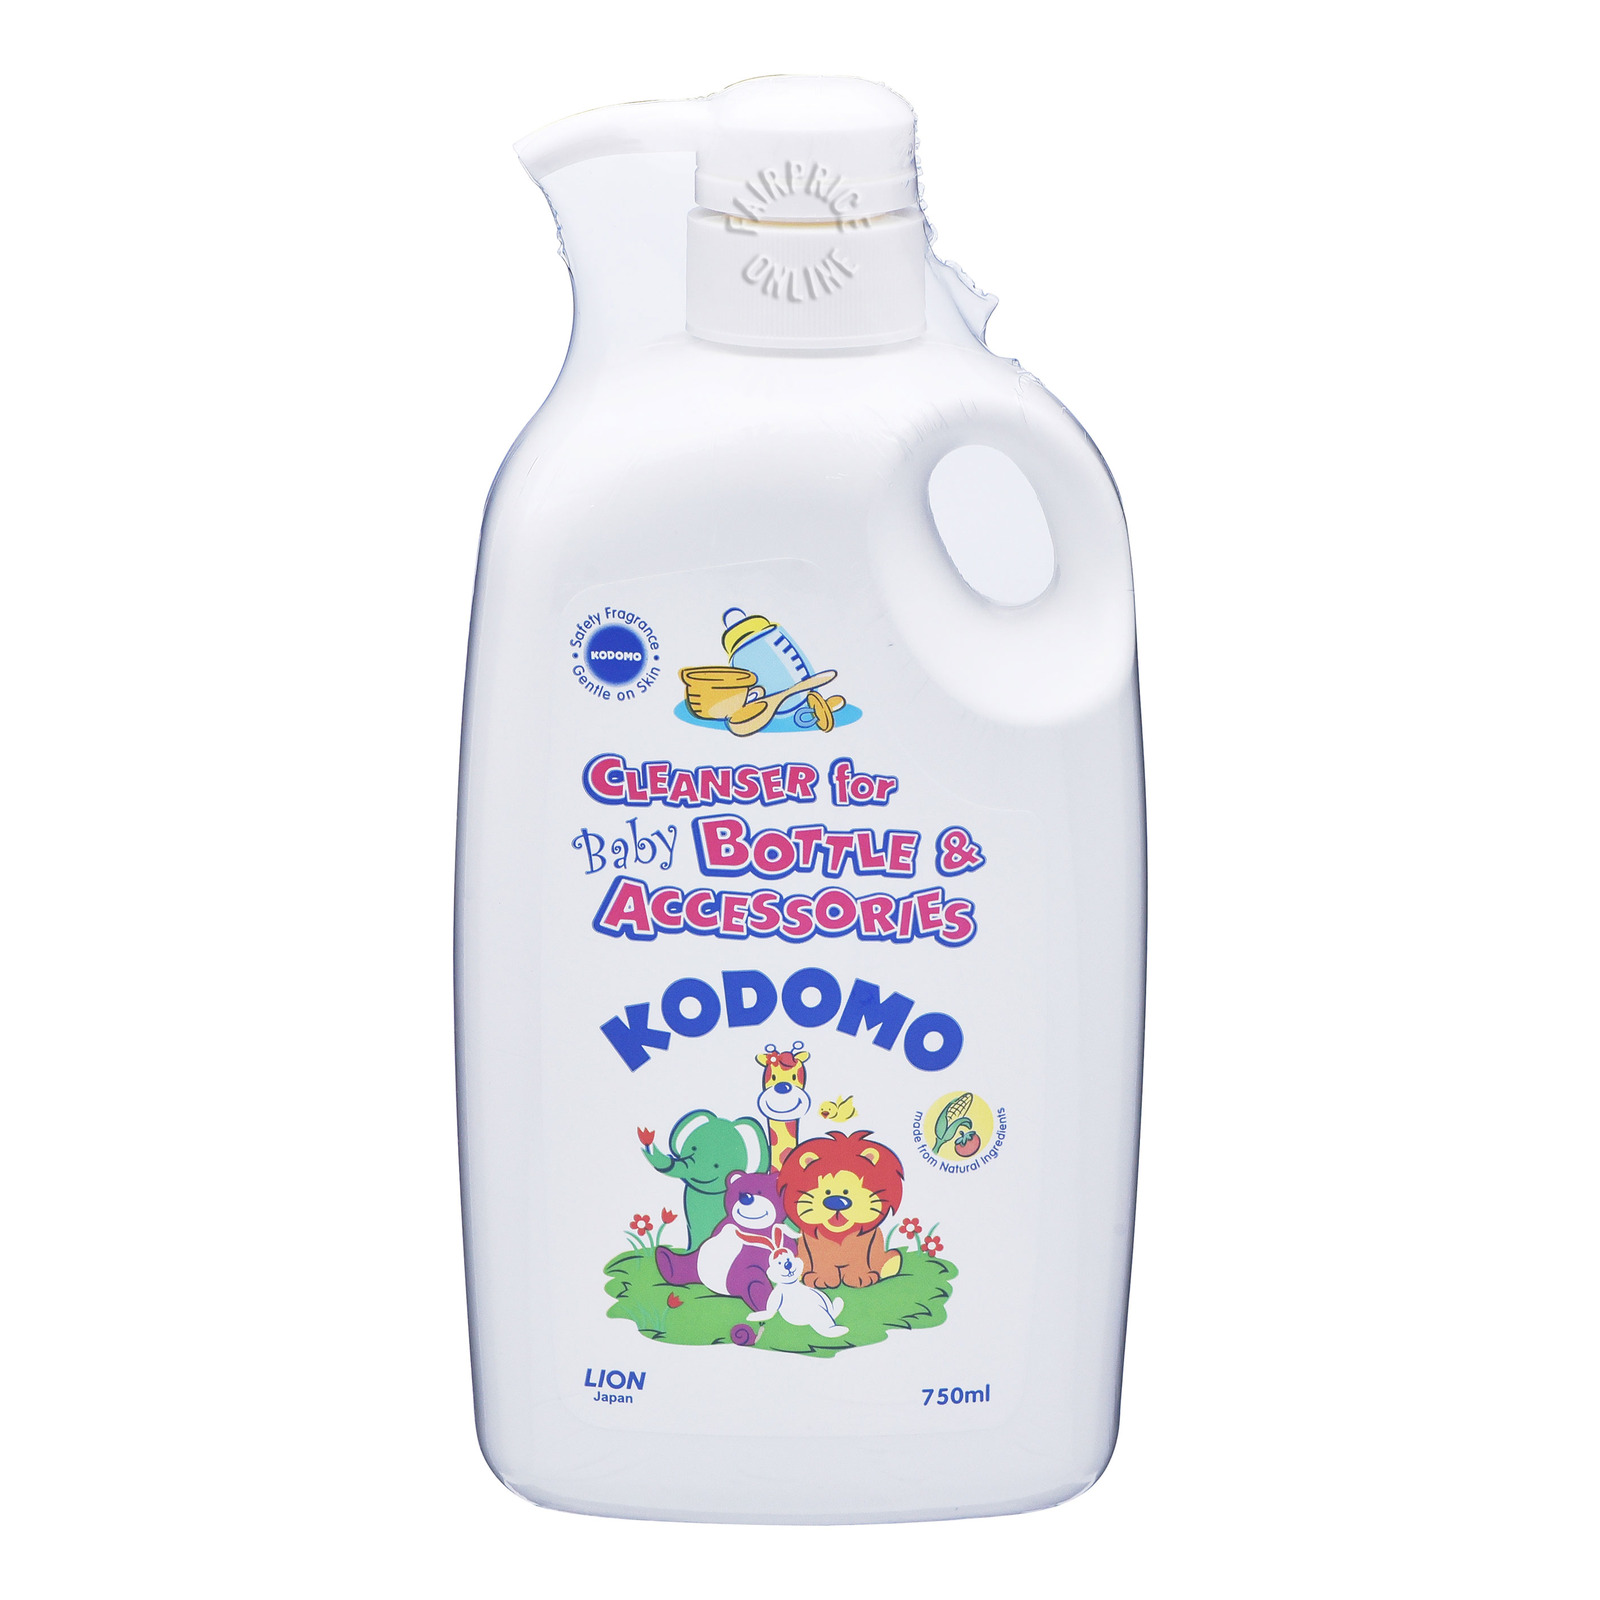 FAIRPRICE
ONLINE
Safety Fragrance
KODOMO
Gentle on Skin
CLEANSER for
Baby BOTTLE &
ACCESSORIES
KODOMO
made from Natural Ingredients
LION
Japan
750ml